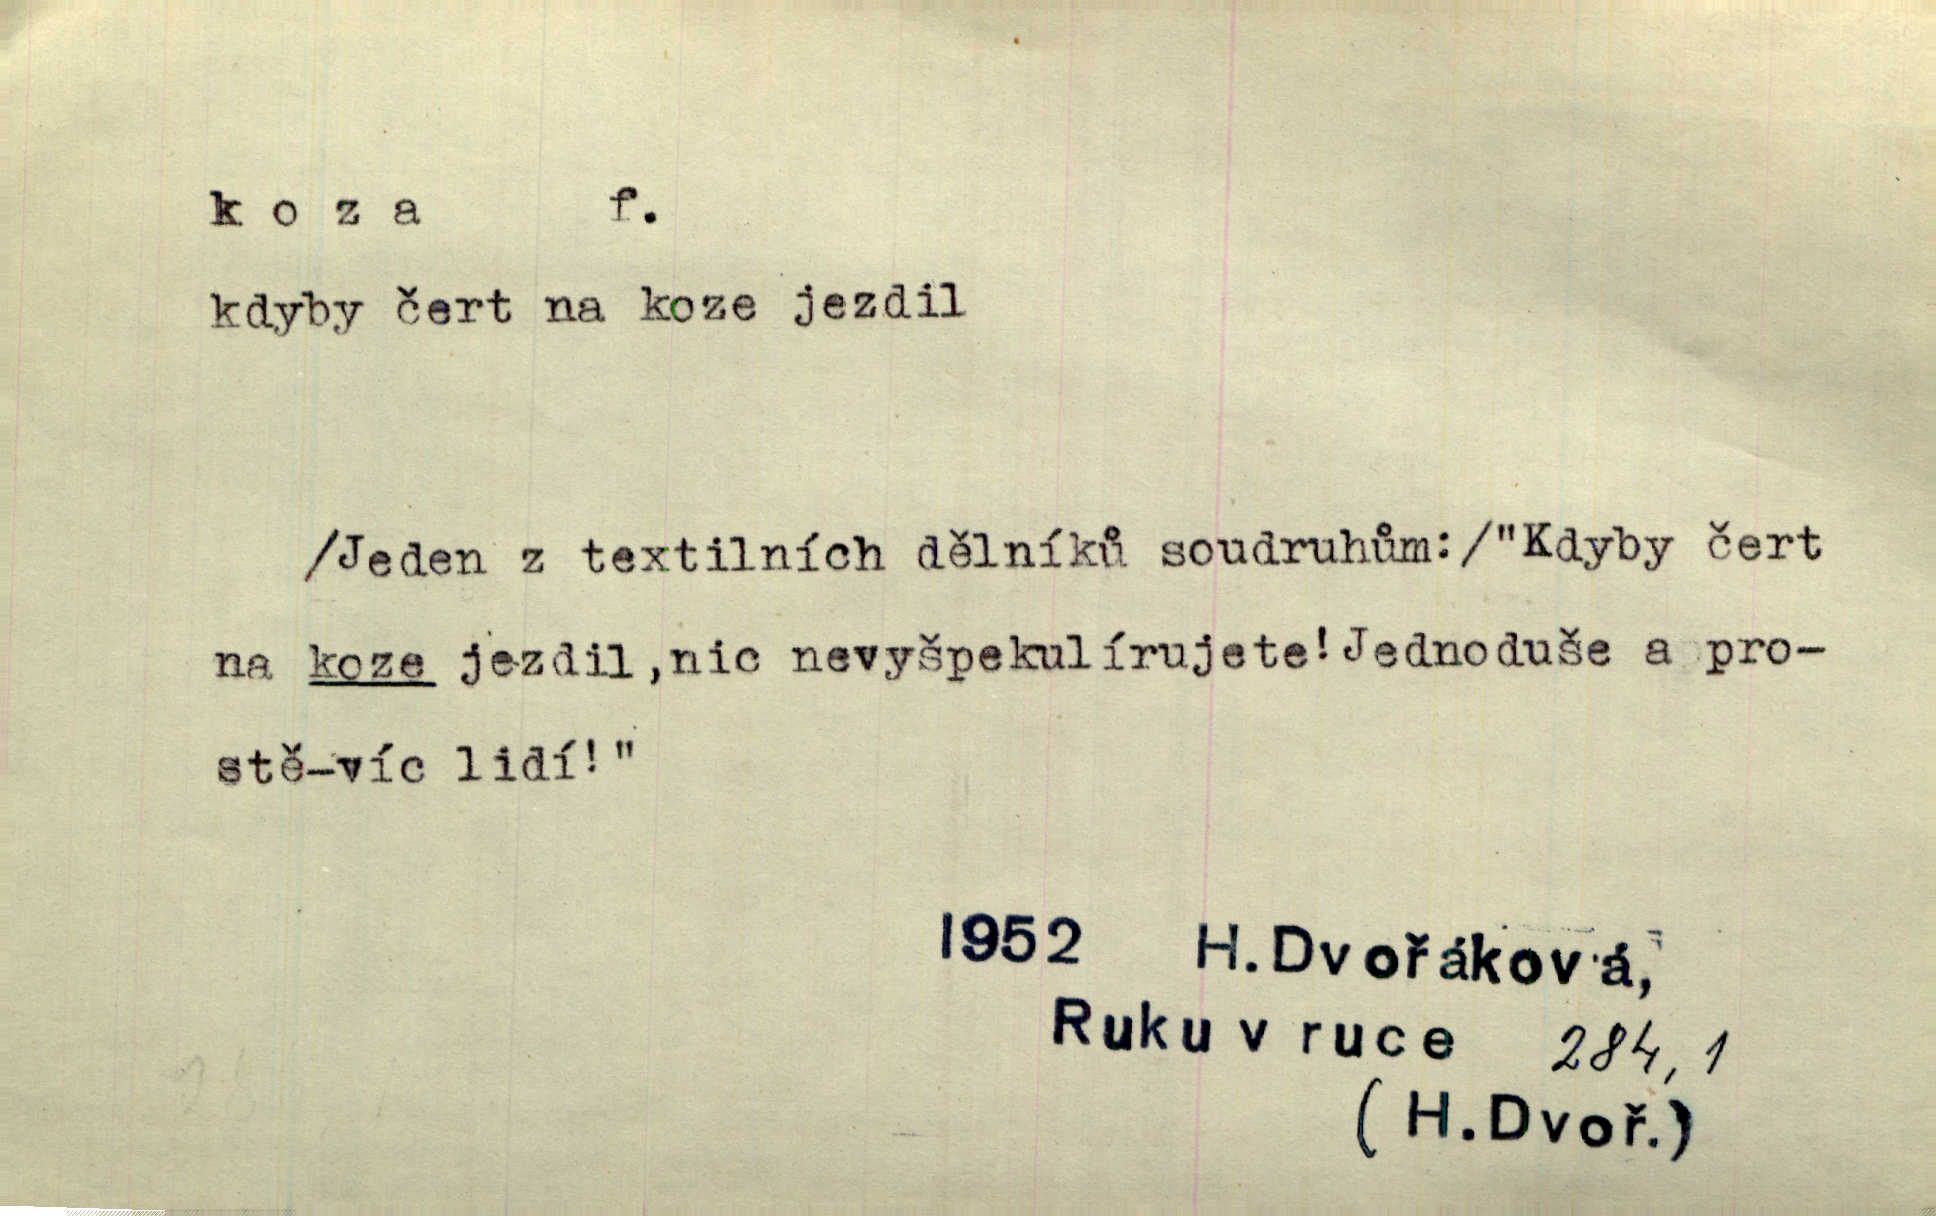 koza f.
kdyby čert na koze jezdil
/Jeden z textilních dělníků soudruhům:/"Kdyby čert
na koze jezdil,nic nevyšpekulírujete!Jednoduše a pro-
stě-víc lidí!"
1952 H.Dvořáková,
Ruku v ruce 284,1
(H.Dvoř.)